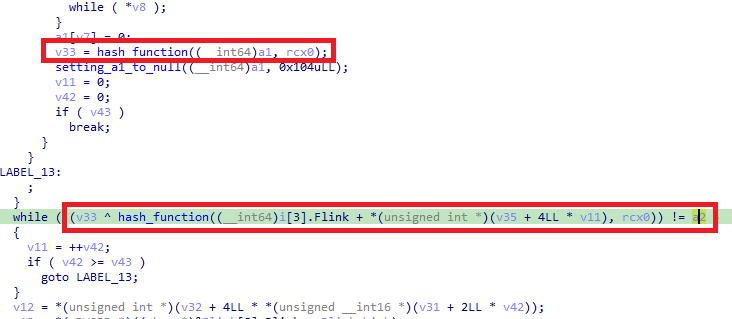 while ( *v8 );
}
a1[v7] = 0;
v33 = hash_function((__int64)a1, rcx0);
setting_a1_to_null((__int64)a1, 0x104uLL);
v11 = 0;
v42 = 0;
if ( v43 )
break;
}
}
LABEL_13:
;
}
while ( (v33 ^ hash_function((__int64)i[3].Flink + *(unsigned int *)(v35 + 4LL * v11), rcx0)) != a2 )
{
v11 = ++v42;
if ( v42 >= v43 )
goto LABEL_13;
}
v12 = *(unsigned int *)(v32 + 4LL * *(unsigned __int16 *)(v31 + 2LL * v42));